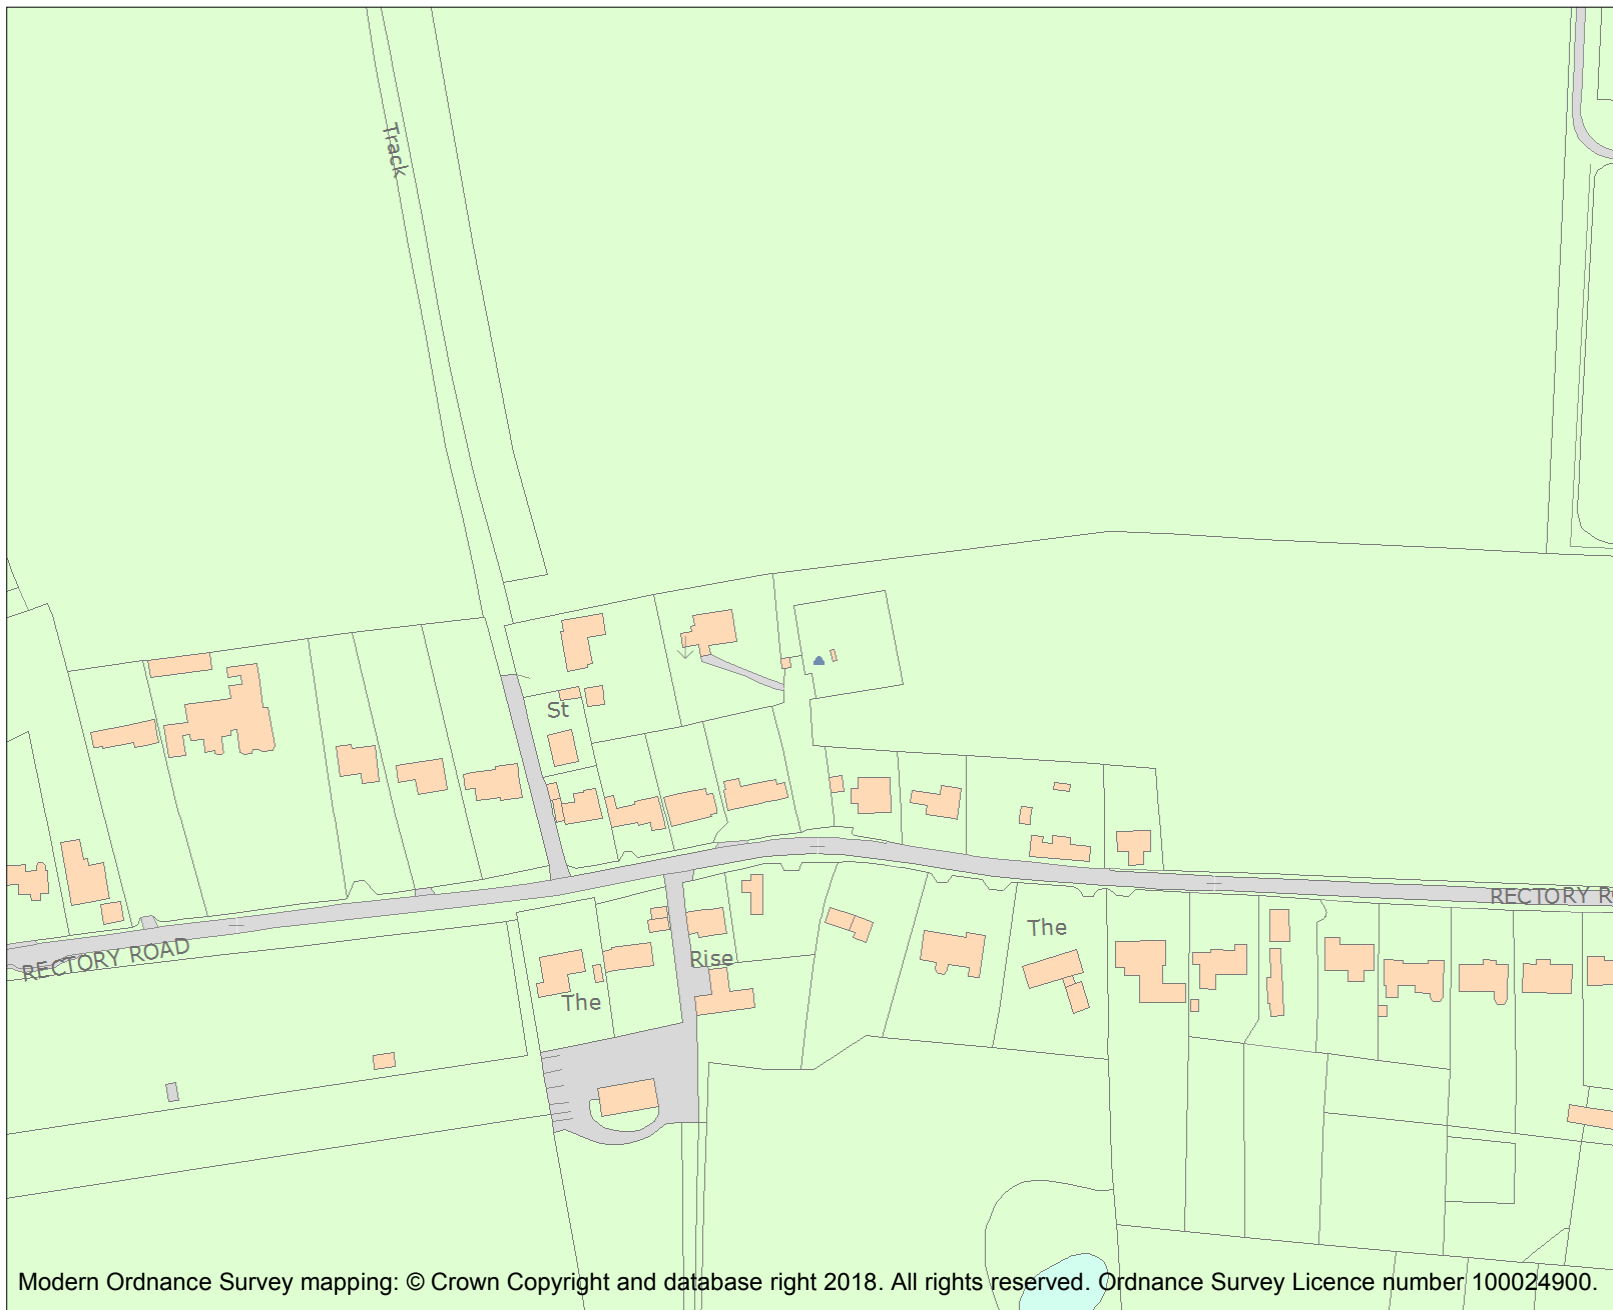 Track
St
RECTORY R
The
RECTORY ROAD
Rise
The
Modern Ordnance Survey mapping: © Crown Copyright and database right 2018. All rights reserved. Ordnance Survey Licence number 100024900.